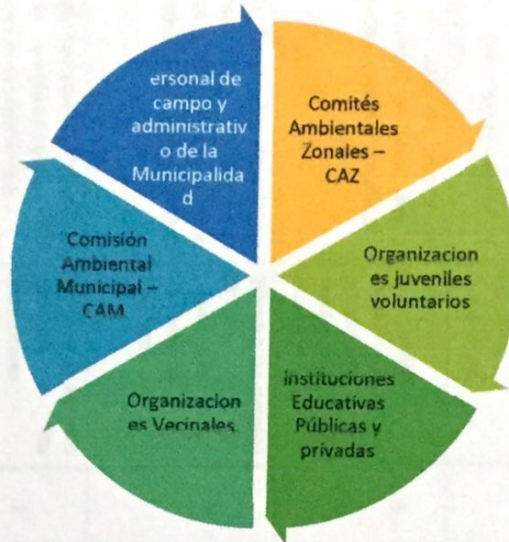 ersonal de
campo y
administrativ
o de la
Municipalida
d
Comités
Ambientales
Zonales –
CAZ
Organizacion
es juveniles
voluntarios
instituciones
Educativas
Públicas y
privadas
Organizacion
es Vecinales
Comisión
Ambiental
Municipal –
CAM